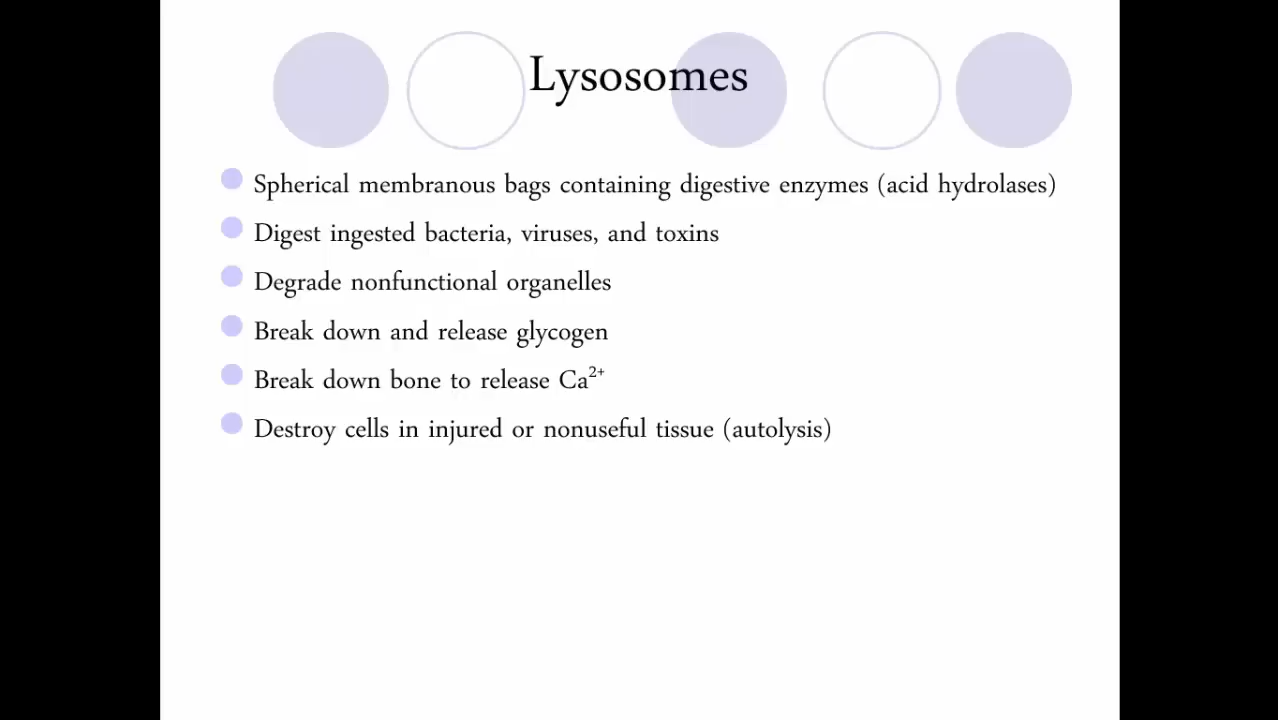 Lysosomes
Spherical membranous bags containing digestive enzymes (acid hydrolases)
Digest ingested bacteria, viruses, and toxins
Degrade nonfunctional organelles
Break down and release glycogen
Break down bone to release Ca²⁺
Destroy cells in injured or nonuseful tissue (autolysis)